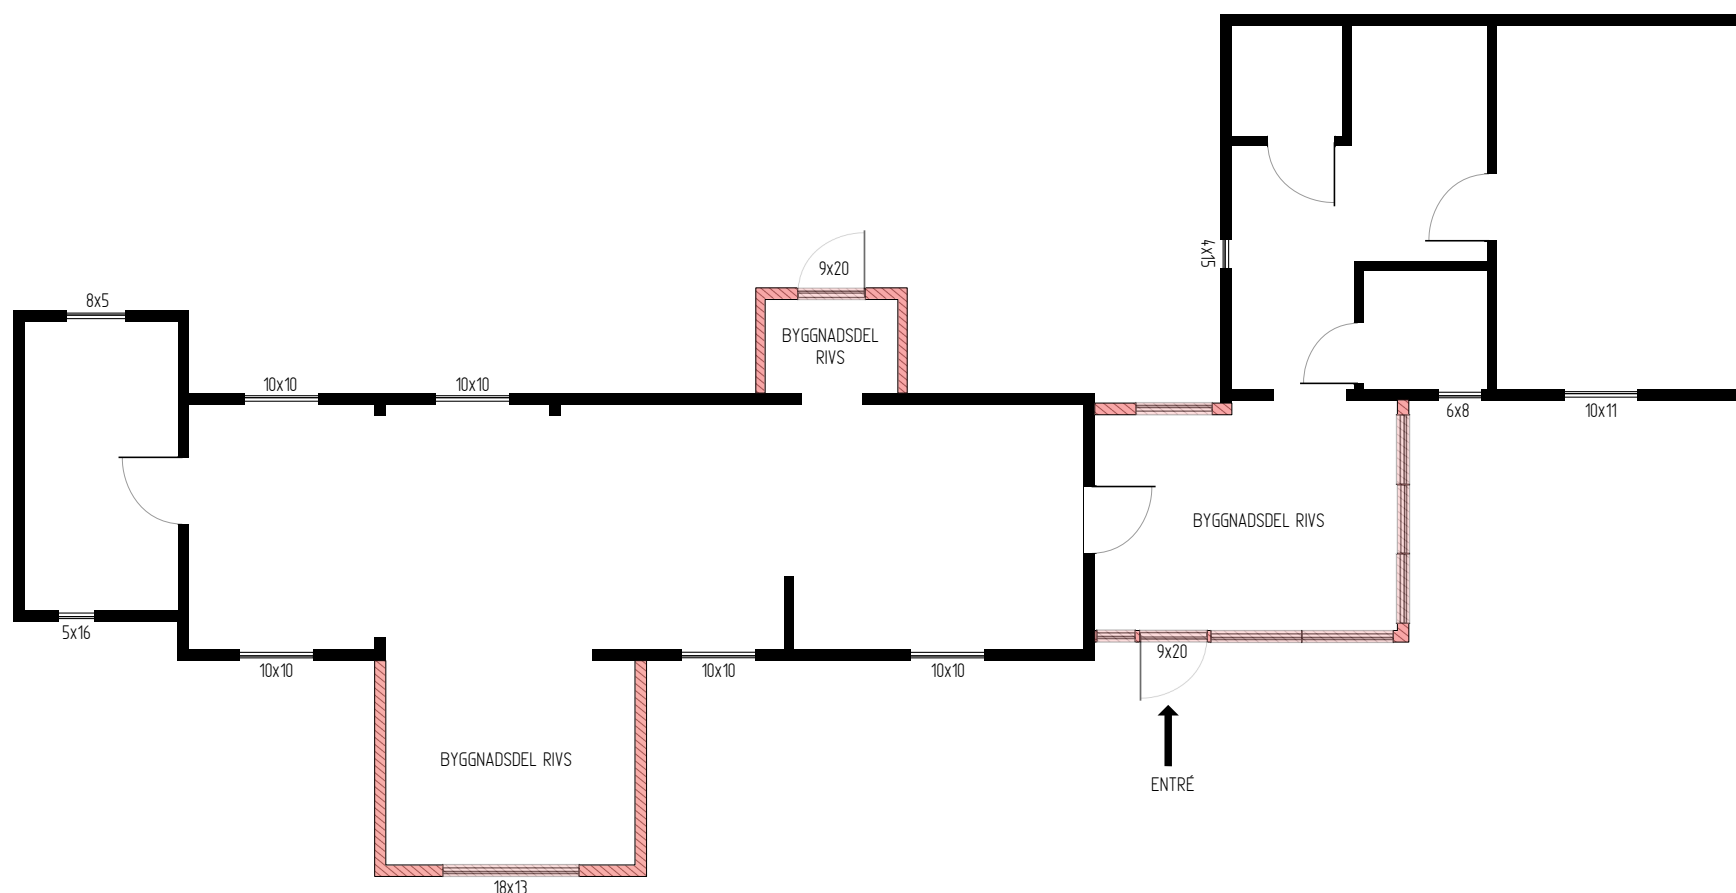 4x15
9x20
8x5
BYGGNADSDEL
RIVS
10x10
10x10
6x8
10x11
BYGGNADSDEL RIVS
5x16
9x20
10x10
10x10
10x10
BYGGNADSDEL RIVS
ENTRÉ
18x13